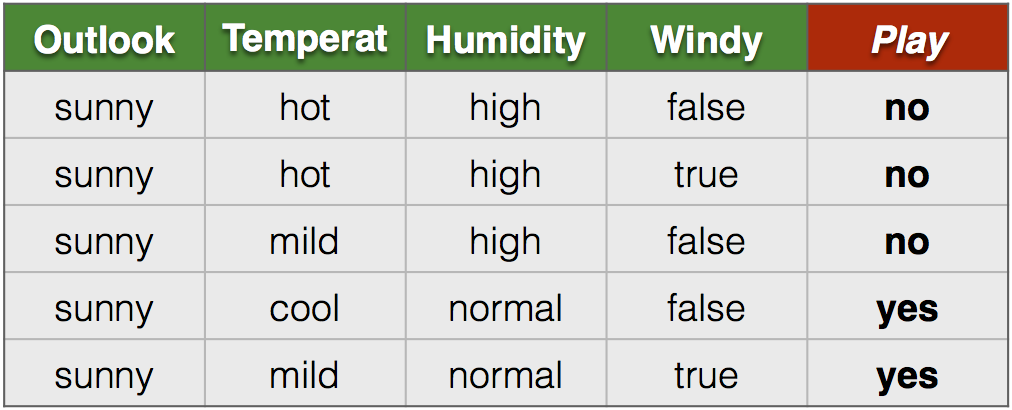 Outlook Temperat Humidity Windy Play
sunny hot high false no
sunny hot high true no
sunny mild high false no
sunny cool normal false yes
sunny mild normal true yes